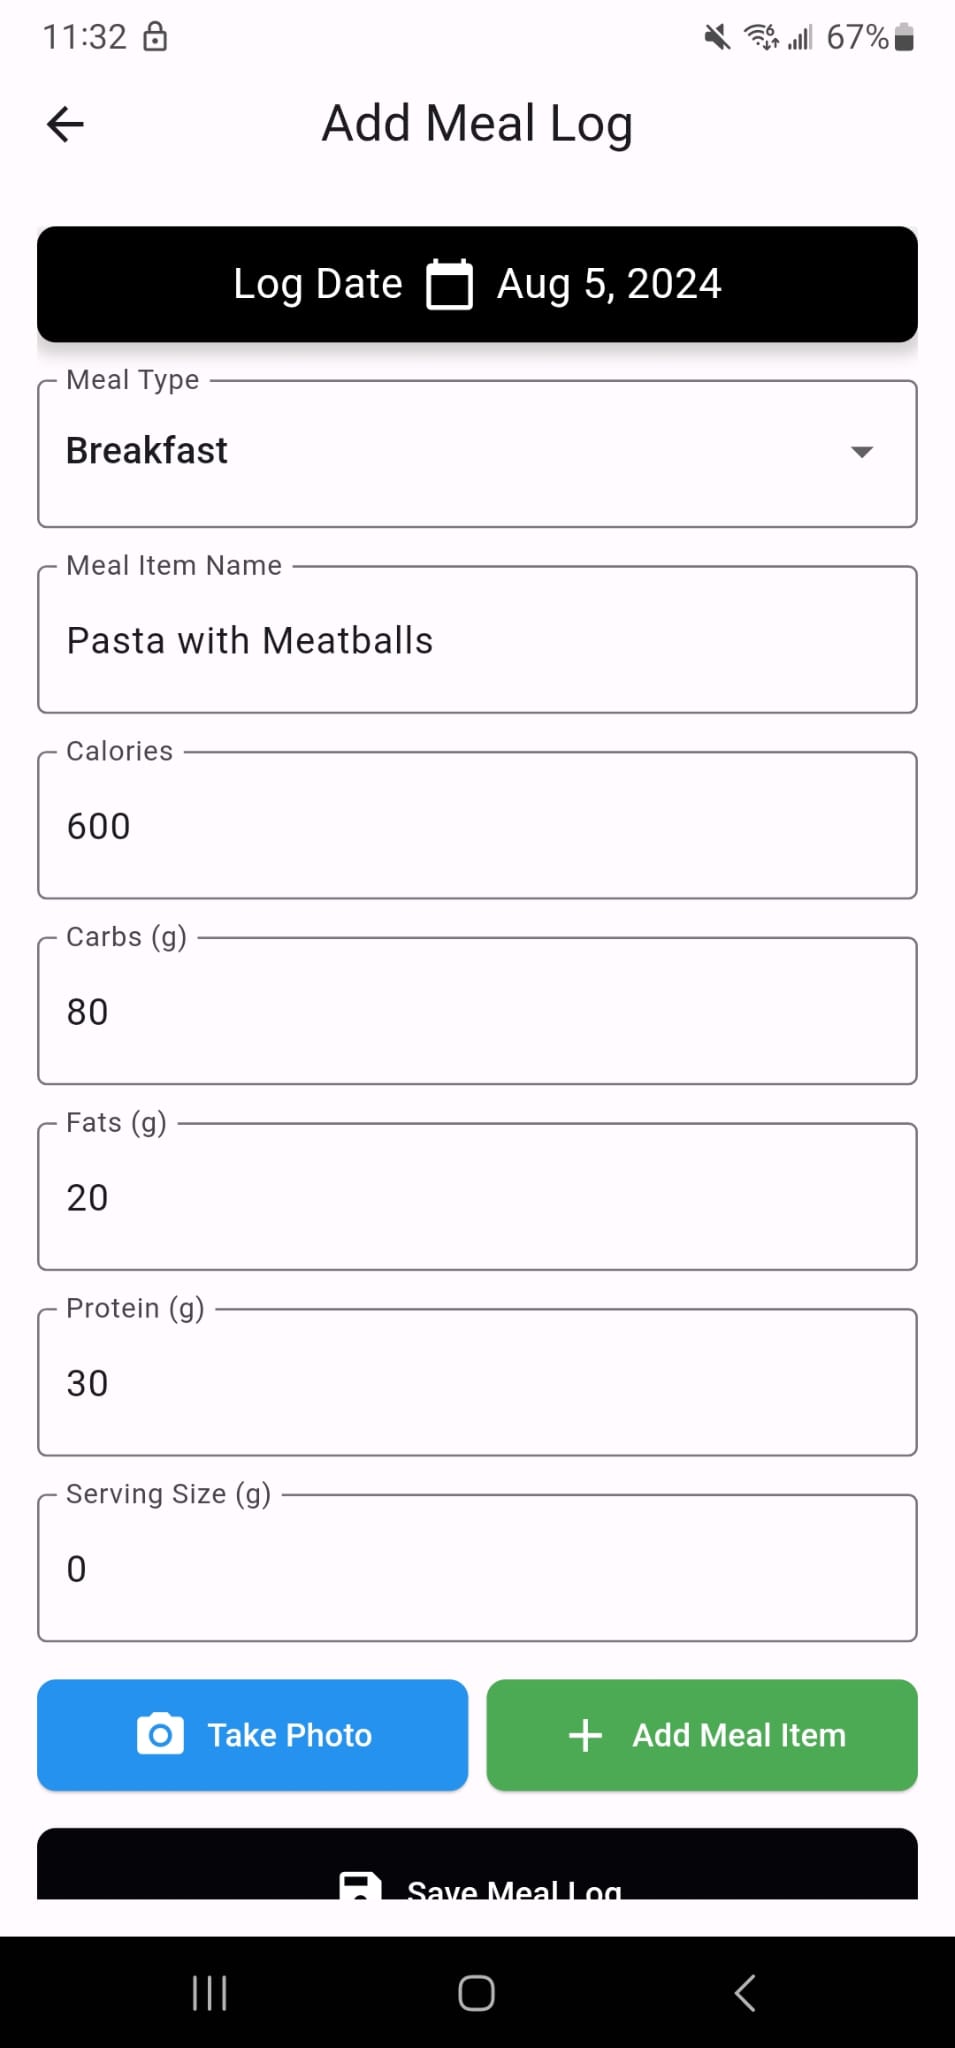 11:32
67%
Add Meal Log
Log Date Aug 5, 2024
Meal Type
Breakfast
Meal Item Name
Pasta with Meatballs
Calories
600
Carbs (g)
80
Fats (g)
20
Protein (g)
30
Serving Size (g)
0
Take Photo
Add Meal Item
Save Meal Log